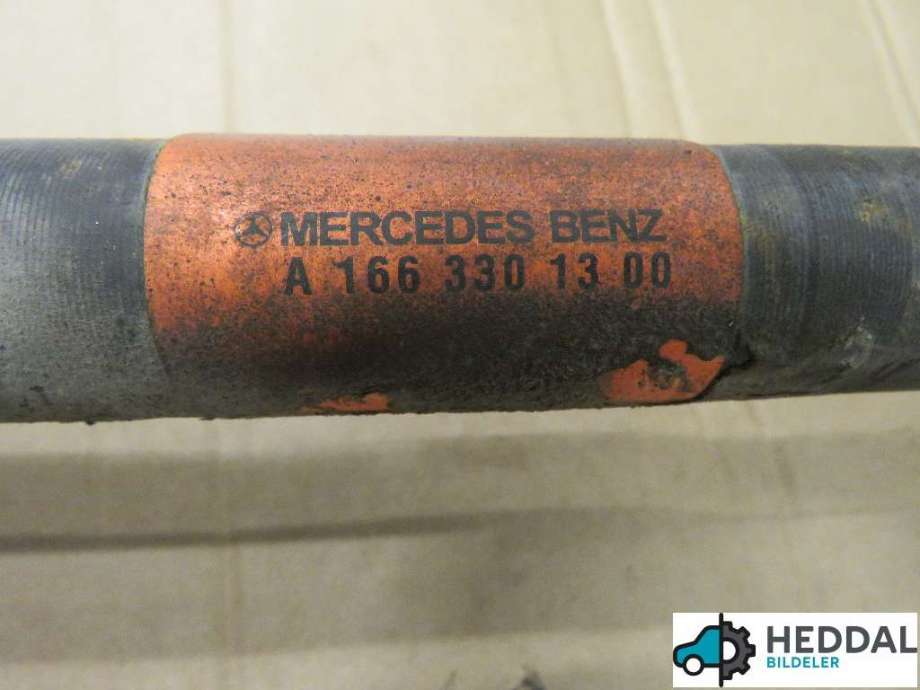 MERCEDES BENZ
A 166 330 13 00
HEDDAL
BILDELER